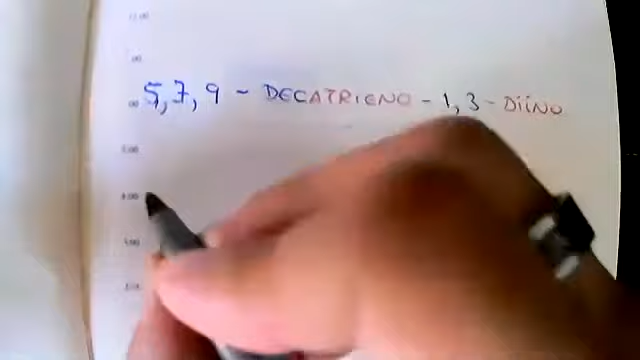 5, 7, 9 - DECATRIENO - 1, 3 - DiiNO